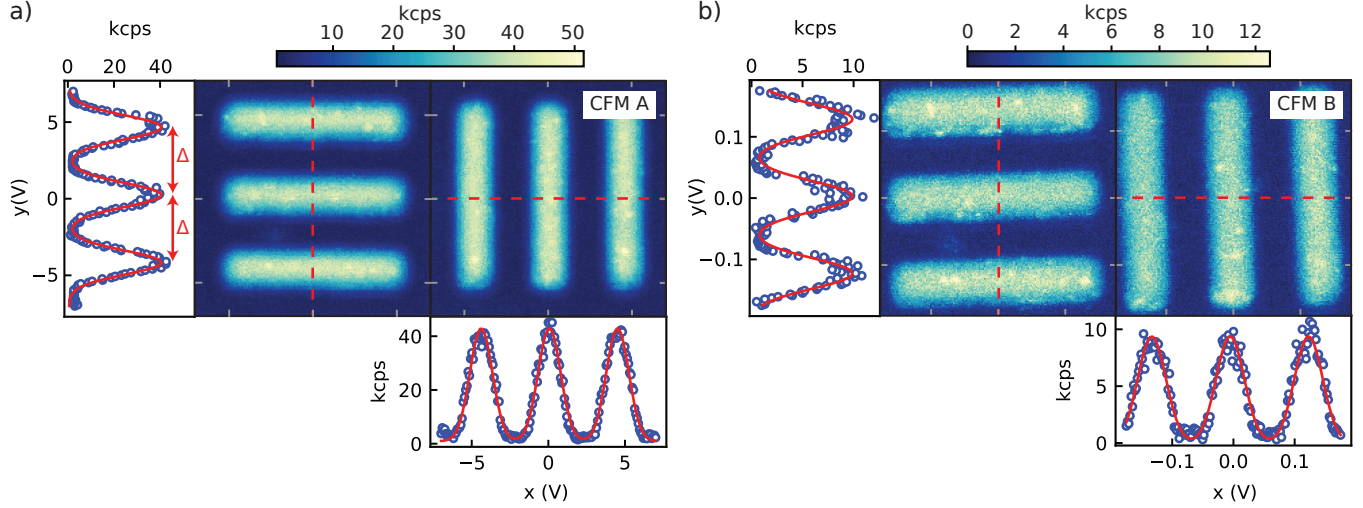 a)
kcps
10 20 30 40 50
kcps
0 20 40
5
0
−5
y(V)
Δ
Δ
CFM A
40
20
0
kcps
−5 0 5
x (V)
b)
kcps
0 2 4 6 8 10 12
kcps
0 5 10
0.1
0.0
−0.1
y(V)
CFM B
10
5
0
kcps
−0.1 0.0 0.1
x (V)